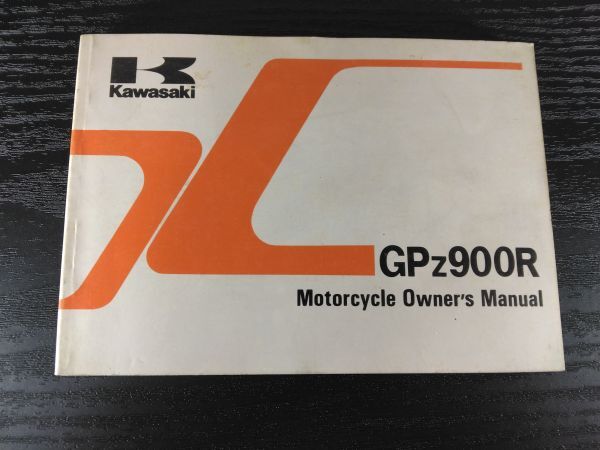 Kawasaki
GPz900R
Motorcycle Owner's Manual